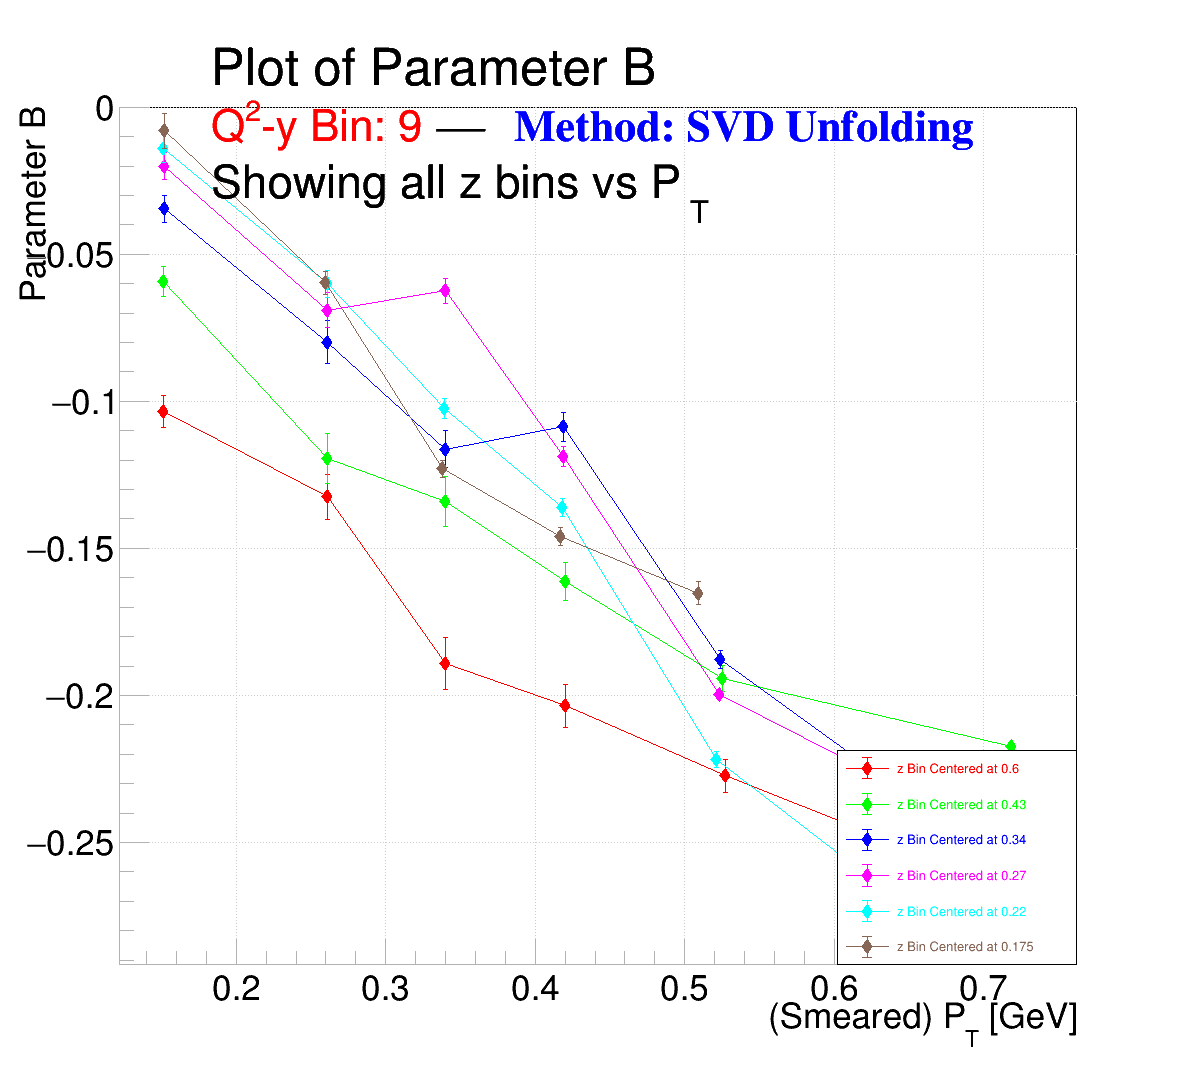 Plot of Parameter B
Q²-y Bin: 9 — Method: SVD Unfolding
Showing all z bins vs P_T
Parameter B
0
−0.05
−0.1
−0.15
−0.2
−0.25
z Bin Centered at 0.6
z Bin Centered at 0.43
z Bin Centered at 0.34
z Bin Centered at 0.27
z Bin Centered at 0.22
z Bin Centered at 0.175
0.2 0.3 0.4 0.5 0.6 0.7
(Smeared) P_T [GeV]